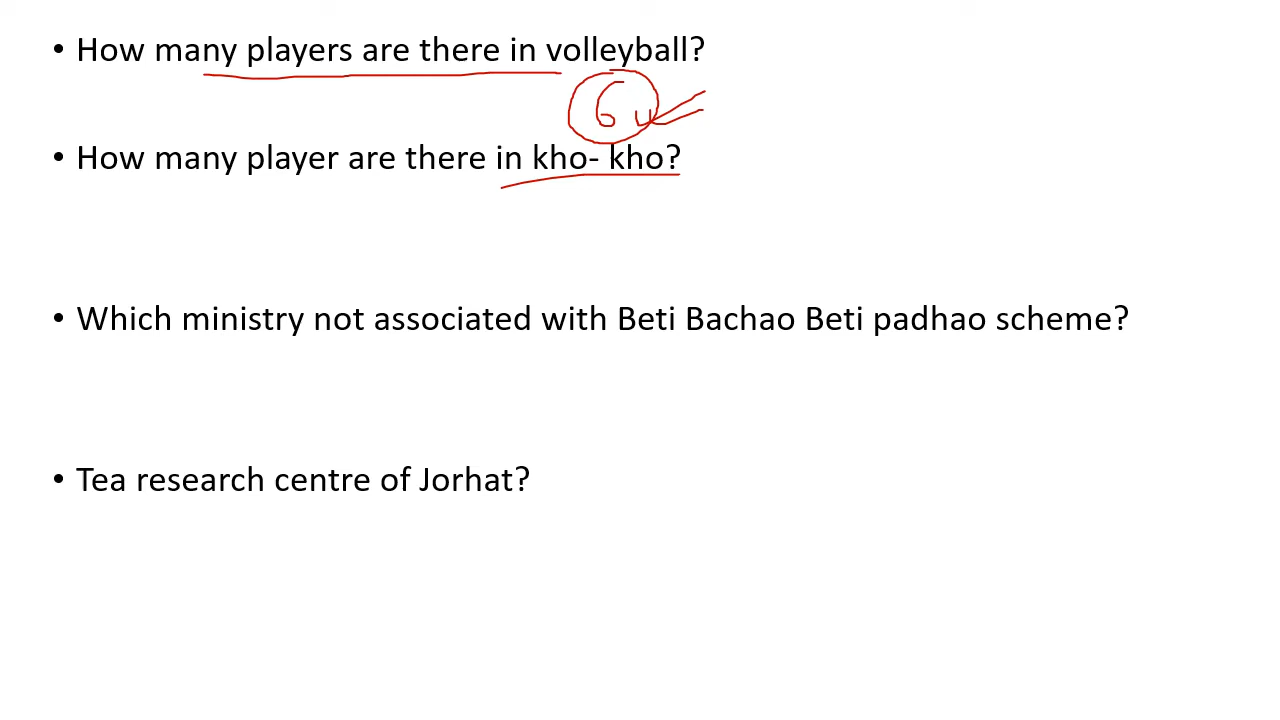 • How many players are there in volleyball?
6
• How many player are there in kho- kho?
• Which ministry not associated with Beti Bachao Beti padhao scheme?
• Tea research centre of Jorhat?